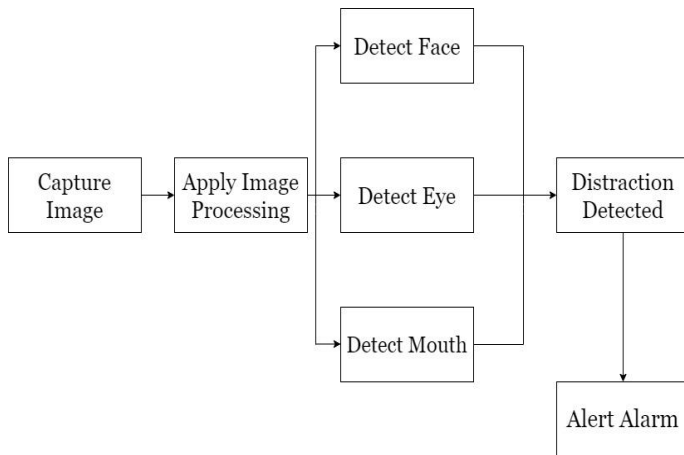 Detect Face
Capture
Image
Apply Image
Processing
Detect Eye
Distraction
Detected
Detect Mouth
Alert Alarm